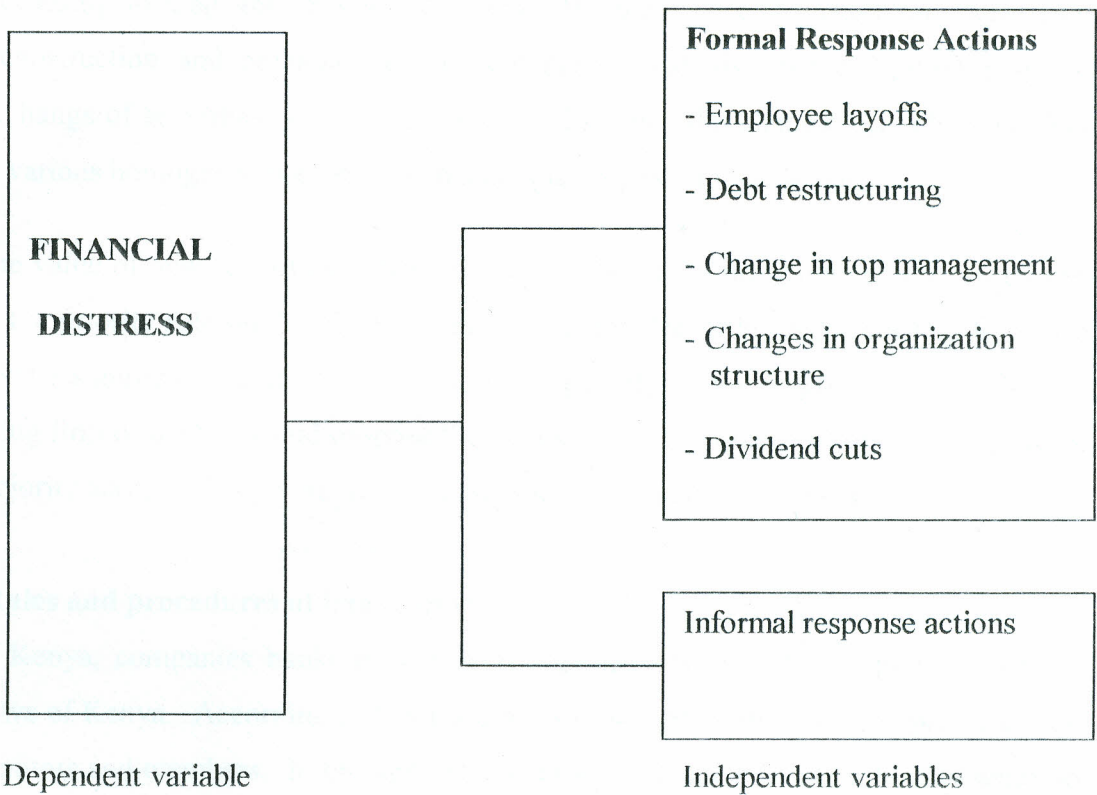 FINANCIAL
DISTRESS
Formal Response Actions
- Employee layoffs
- Debt restructuring
- Change in top management
- Changes in organization
structure
- Dividend cuts
Informal response actions
Dependent variable
Independent variables